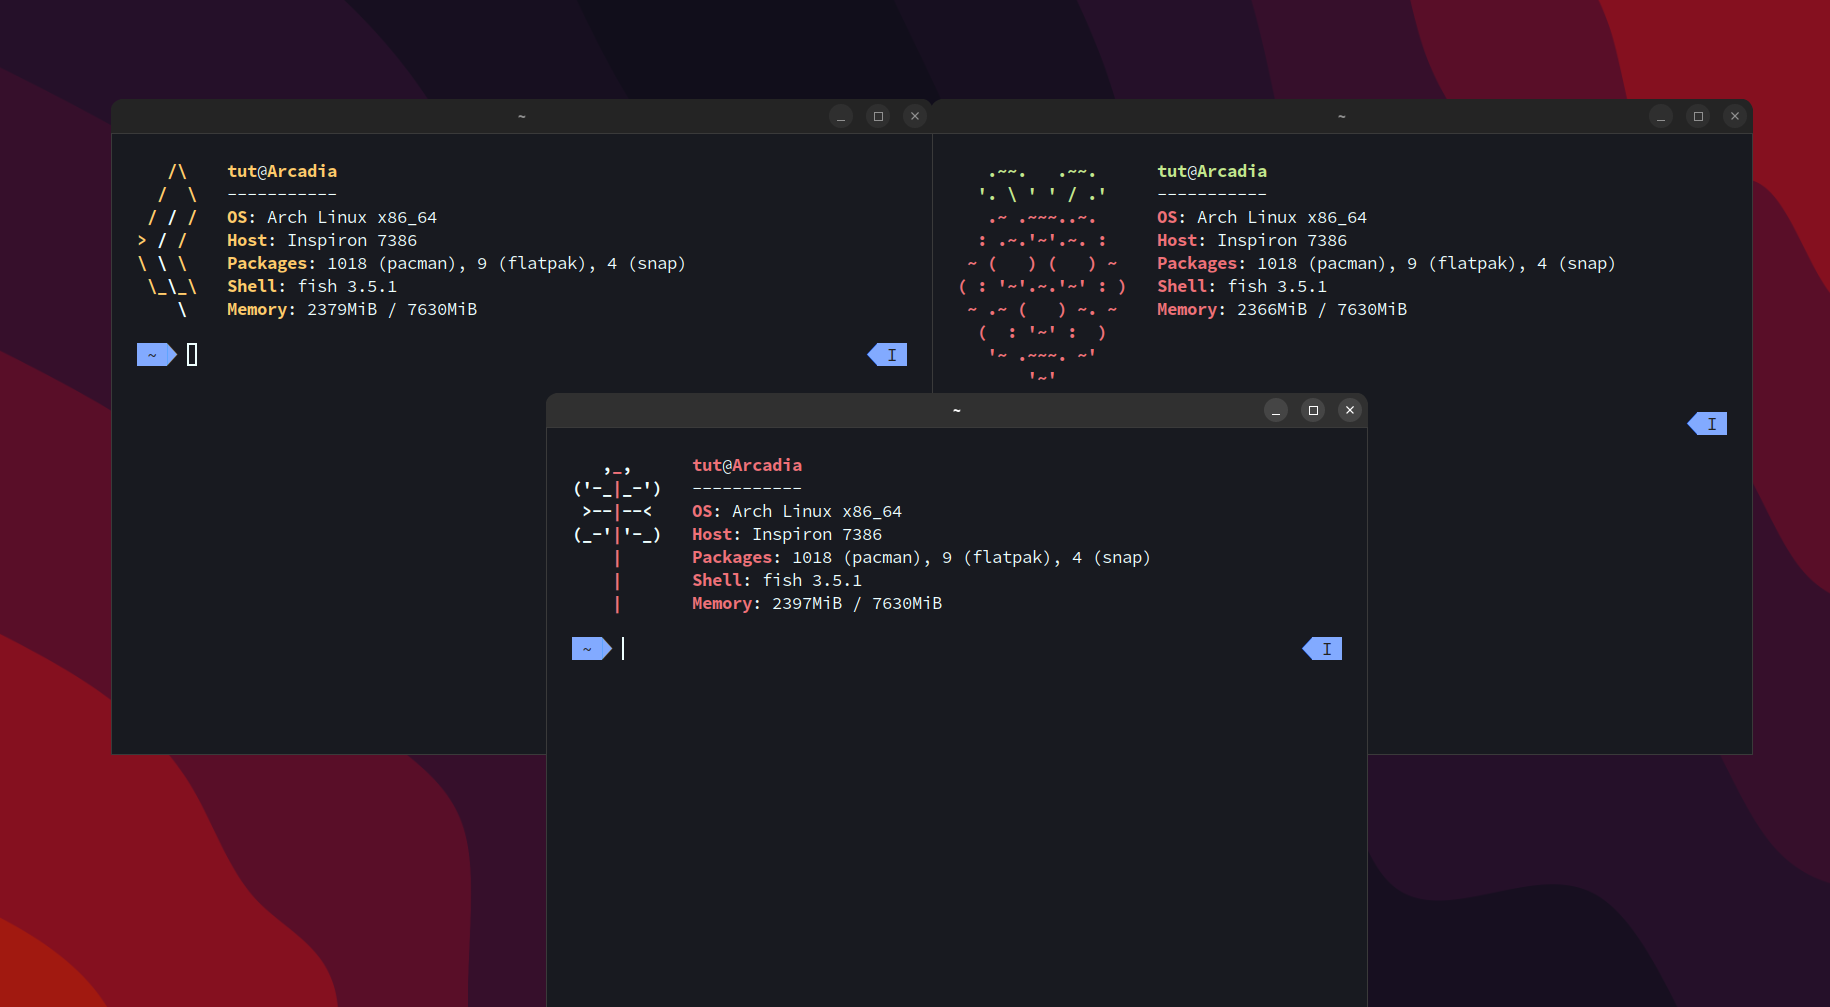 ~
    /\     tut@Arcadia
   /  \    -----------
  / / /    OS: Arch Linux x86_64
 > / /     Host: Inspiron 7386
 \ \ \     Packages: 1018 (pacman), 9 (flatpak), 4 (snap)
  \_\_\    Shell: fish 3.5.1
     \     Memory: 2379MiB / 7630MiB
~ I
~
   .~~.   .~~.      tut@Arcadia
  '. \ ' ' / .'     -----------
   .~ .~~~..~.      OS: Arch Linux x86_64
  : .~.'~'.~. :     Host: Inspiron 7386
 ~ (   ) (   ) ~    Packages: 1018 (pacman), 9 (flatpak), 4 (snap)
( : '~'.~.'~' : )   Shell: fish 3.5.1
 ~ .~ (   ) ~. ~    Memory: 2366MiB / 7630MiB
  (  : '~' :  )
   '~ .~~~. ~'
       '~'
I
~
   ,_,      tut@Arcadia
('-_|_-')   -----------
 >--|--<    OS: Arch Linux x86_64
(_-'|'-_)   Host: Inspiron 7386
    |       Packages: 1018 (pacman), 9 (flatpak), 4 (snap)
    |       Shell: fish 3.5.1
    |       Memory: 2397MiB / 7630MiB
~ I